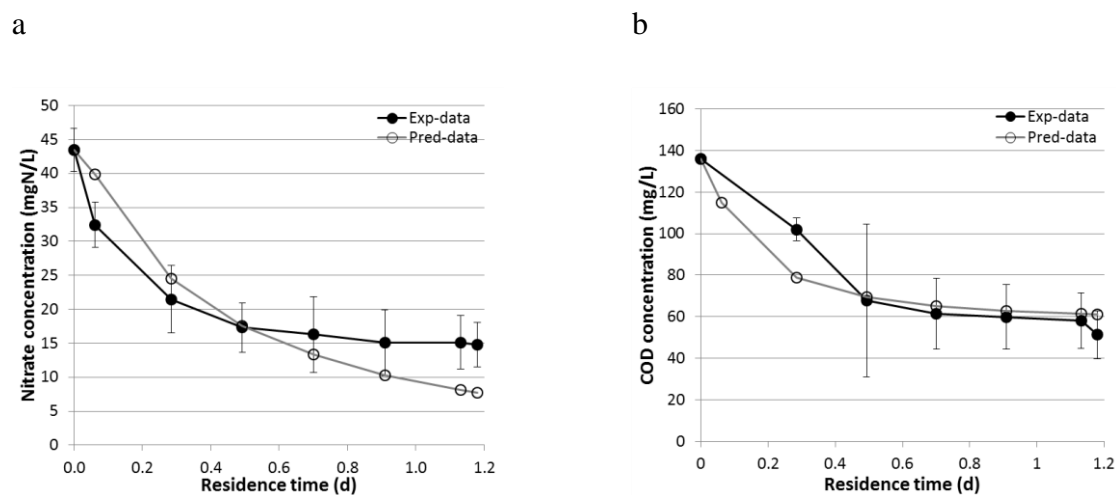 a
50
45
40
35
30
25
20
15
10
5
0
Nitrate concentration (mgN/L)
Exp-data
Pred-data
0.0 0.2 0.4 0.6 0.8 1.0 1.2
Residence time (d)
b
160
140
120
100
80
60
40
20
0
COD concentration (mg/L)
Exp-data
Pred-data
0 0.2 0.4 0.6 0.8 1 1.2
Residence time (d)